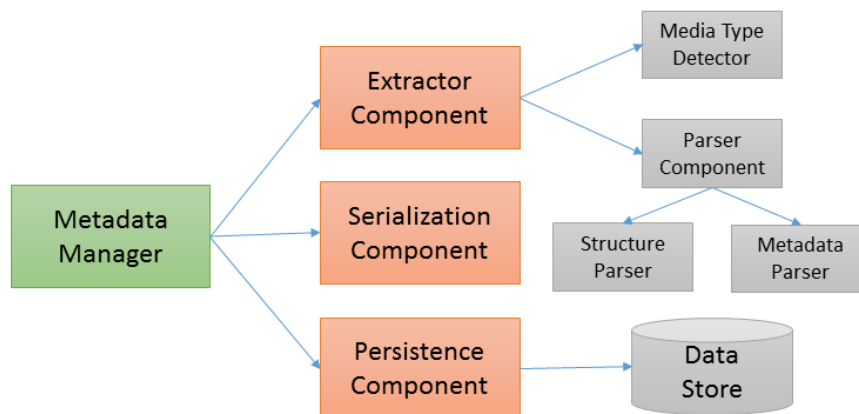 Media Type
Detector
Extractor
Component
Parser
Component
Metadata
Manager
Serialization
Component
Structure
Parser
Metadata
Parser
Persistence
Component
Data
Store